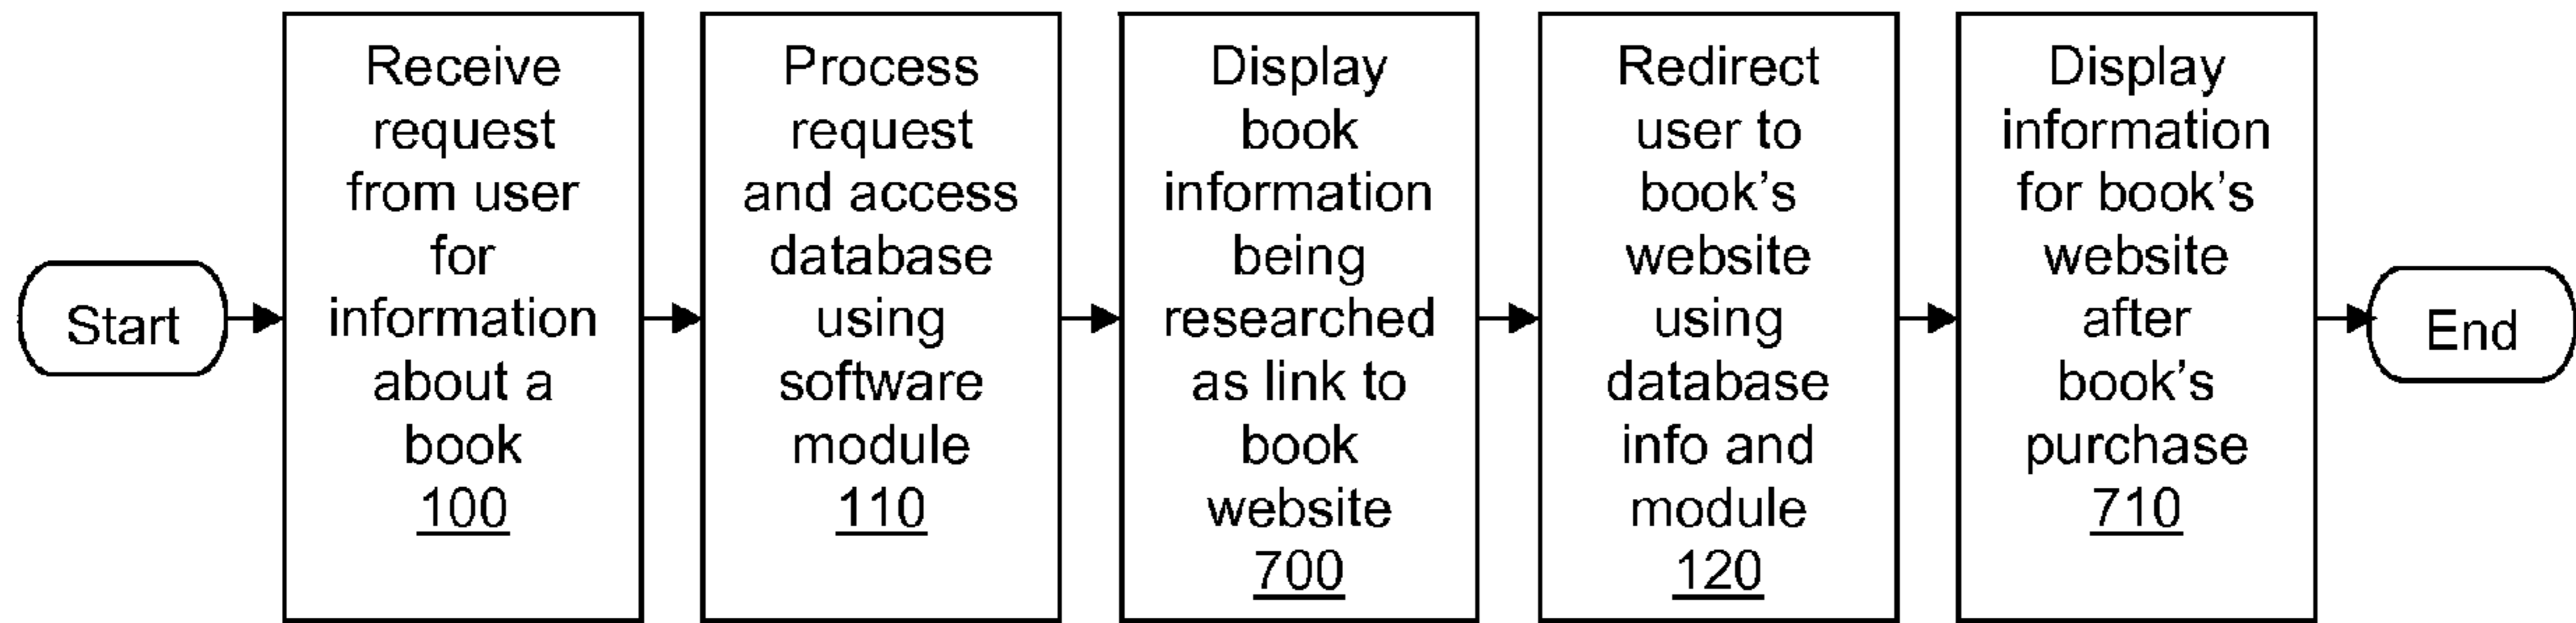 Start
Receive
request
from user
for
information
about a
book
100
Process
request
and access
database
using
software
module
110
Display
book
information
being
researched
as link to
book
website
700
Redirect
user to
book's
website
using
database
info and
module
120
Display
information
for book's
website
after
book's
purchase
710
End